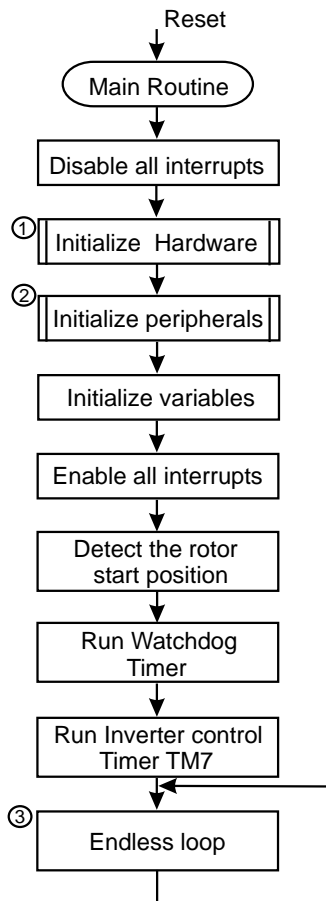 Reset
Main Routine
Disable all interrupts
①
Initialize Hardware
②
Initialize peripherals
Initialize variables
Enable all interrupts
Detect the rotor
start position
Run Watchdog
Timer
Run Inverter control
Timer TM7
③
Endless loop